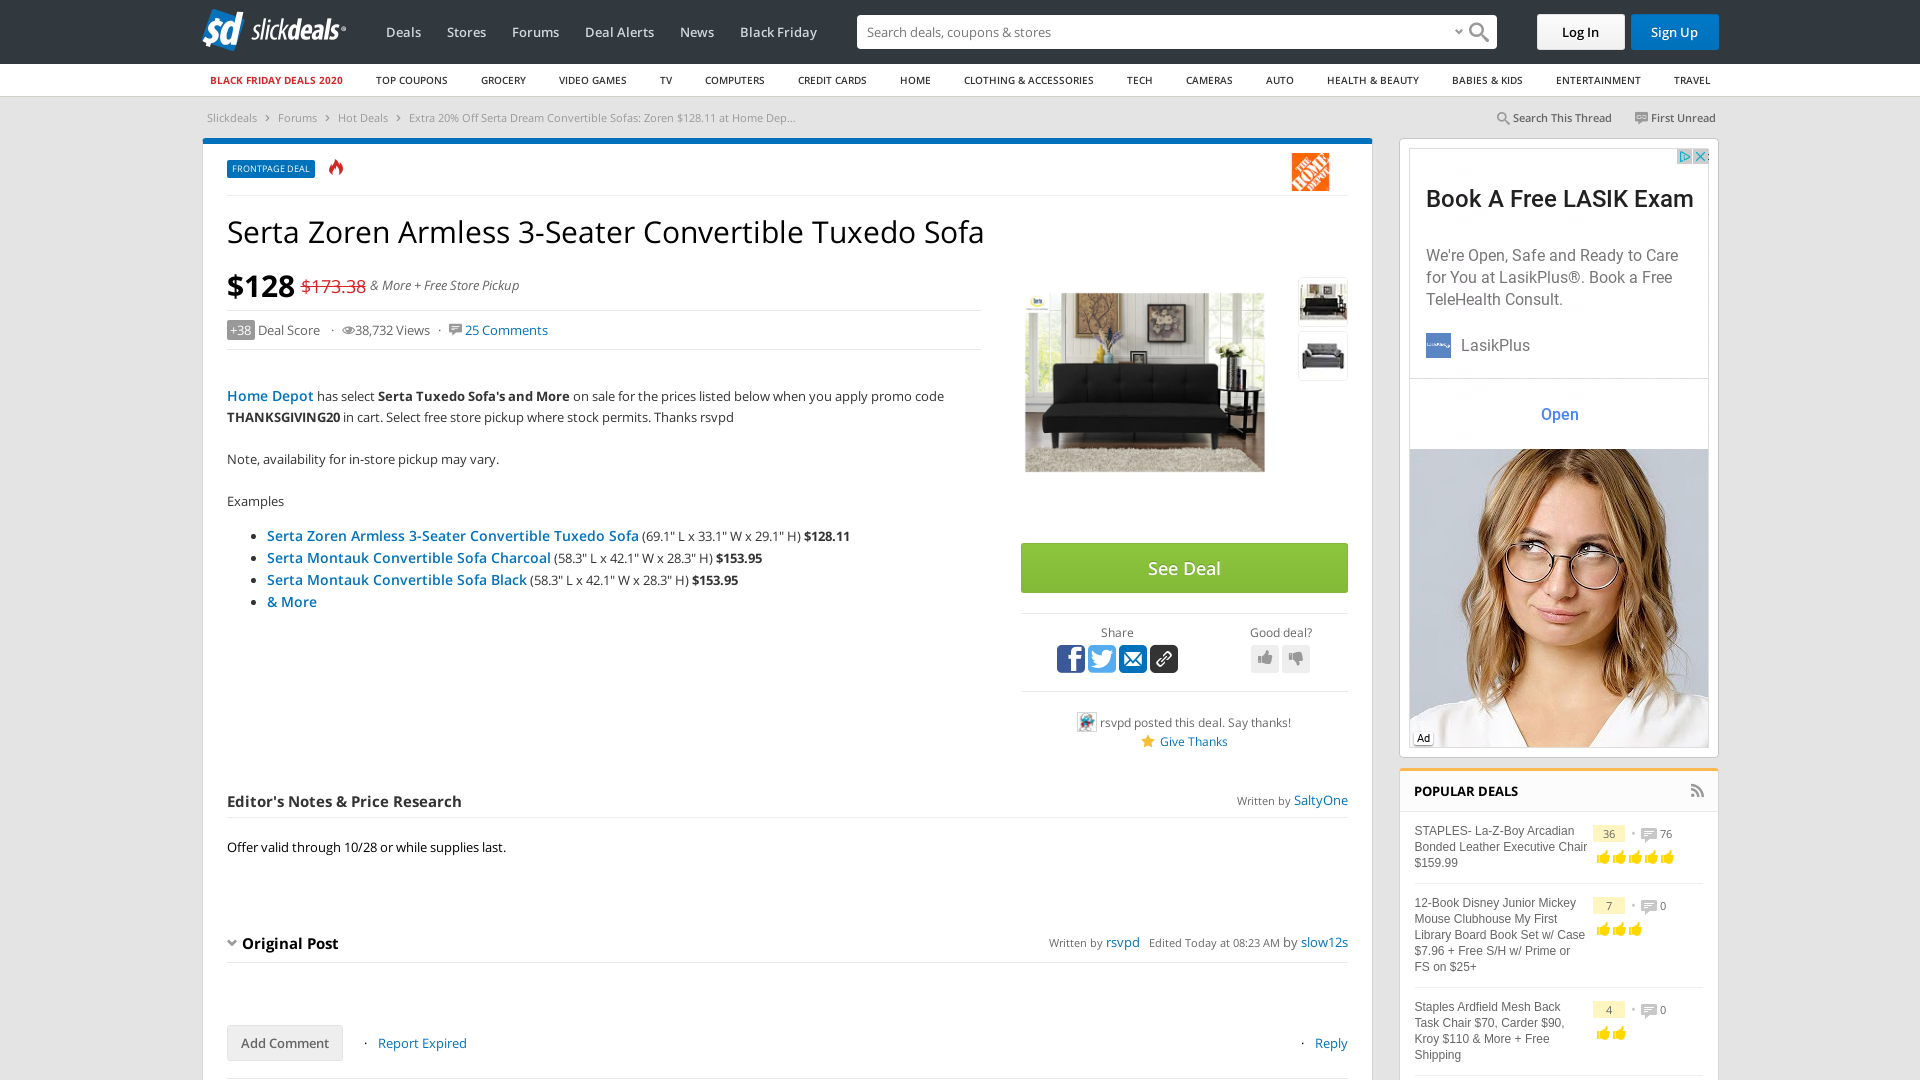 slickdeals
Deals
Stores
Forums
Deal Alerts
News
Black Friday
Search deals, coupons & shopping
Log In
Sign Up
BLACK FRIDAY DEALS 2020
TOP COUPONS
GROCERY
VIDEO GAMES
TV
COMPUTERS
CREDIT CARDS
HOME
CLOTHING & ACCESSORIES
TECH
CAMERAS
AUTO
HEALTH & BEAUTY
BABIES & KIDS
ENTERTAINMENT
TRAVEL
Slickdeals > Forums > Hot Deals > Extra 20% Off Serta Dream Convertible Sofas: Zoren $128.11 at Home Dep...
Search This Thread
First Unread
FRONTPAGE DEAL
THE HOME DEPOT
Serta Zoren Armless 3-Seater Convertible Tuxedo Sofa
$128 $173.38 & More + Free Store Pickup
+38 Deal Score · 38,732 Views · 25 Comments
Home Depot has select Serta Tuxedo Sofa's and More on sale for the prices listed below when you apply promo code
THANKSGIVING20 in cart. Select free store pickup where stock permits. Thanks rsvpd
Note, availability for in-store pickup may vary.
Examples
Serta Zoren Armless 3-Seater Convertible Tuxedo Sofa (69.1" L x 33.1" W x 29.1" H) $128.11
Serta Montauk Convertible Sofa Charcoal (58.3" L x 42.1" W x 28.3" H) $153.95
Serta Montauk Convertible Sofa Black (58.3" L x 42.1" W x 28.3" H) $153.95
& More
See Deal
Share
Good deal?
rsvpd posted this deal. Say thanks!
Give Thanks
Editor's Notes & Price Research
Written by SaltyOne
Offer valid through 10/28 or while supplies last.
Original Post
Written by rsvpd Edited Today at 08:23 AM by slow12s
Add Comment
· Report Expired
· Reply
Book A Free LASIK Exam
We're Open, Safe and Ready to Care
for You at LasikPlus®. Book a Free
TeleHealth Consult.
LasikPlus
Open
Ad
POPULAR DEALS
STAPLES- La-Z-Boy Arcadian
Bonded Leather Executive Chair
$159.99
36 • 76
12-Book Disney Junior Mickey
Mouse Clubhouse My First
Library Board Book Set w/ Case
$7.96 + Free S/H w/ Prime or
FS on $25+
7 • 0
Staples Ardfield Mesh Back
Task Chair $70, Carder $90,
Kroy $110 & More + Free
Shipping
4 • 0